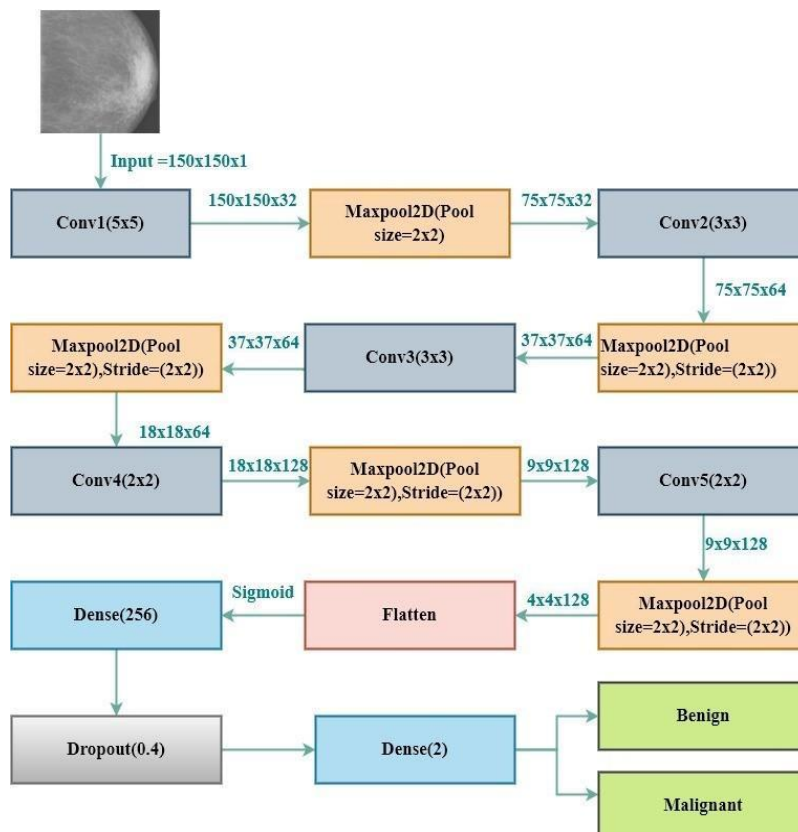 Input =150x150x1
Conv1(5x5)
150x150x32
Maxpool2D(Pool
size=2x2)
75x75x32
Conv2(3x3)
75x75x64
Maxpool2D(Pool
size=2x2),Stride=(2x2))
37x37x64
Conv3(3x3)
37x37x64
Maxpool2D(Pool
size=2x2),Stride=(2x2))
18x18x64
Conv4(2x2)
18x18x128
Maxpool2D(Pool
size=2x2),Stride=(2x2))
9x9x128
Conv5(2x2)
9x9x128
Maxpool2D(Pool
size=2x2),Stride=(2x2))
4x4x128
Flatten
Sigmoid
Dense(256)
Dropout(0.4)
Dense(2)
Benign
Malignant